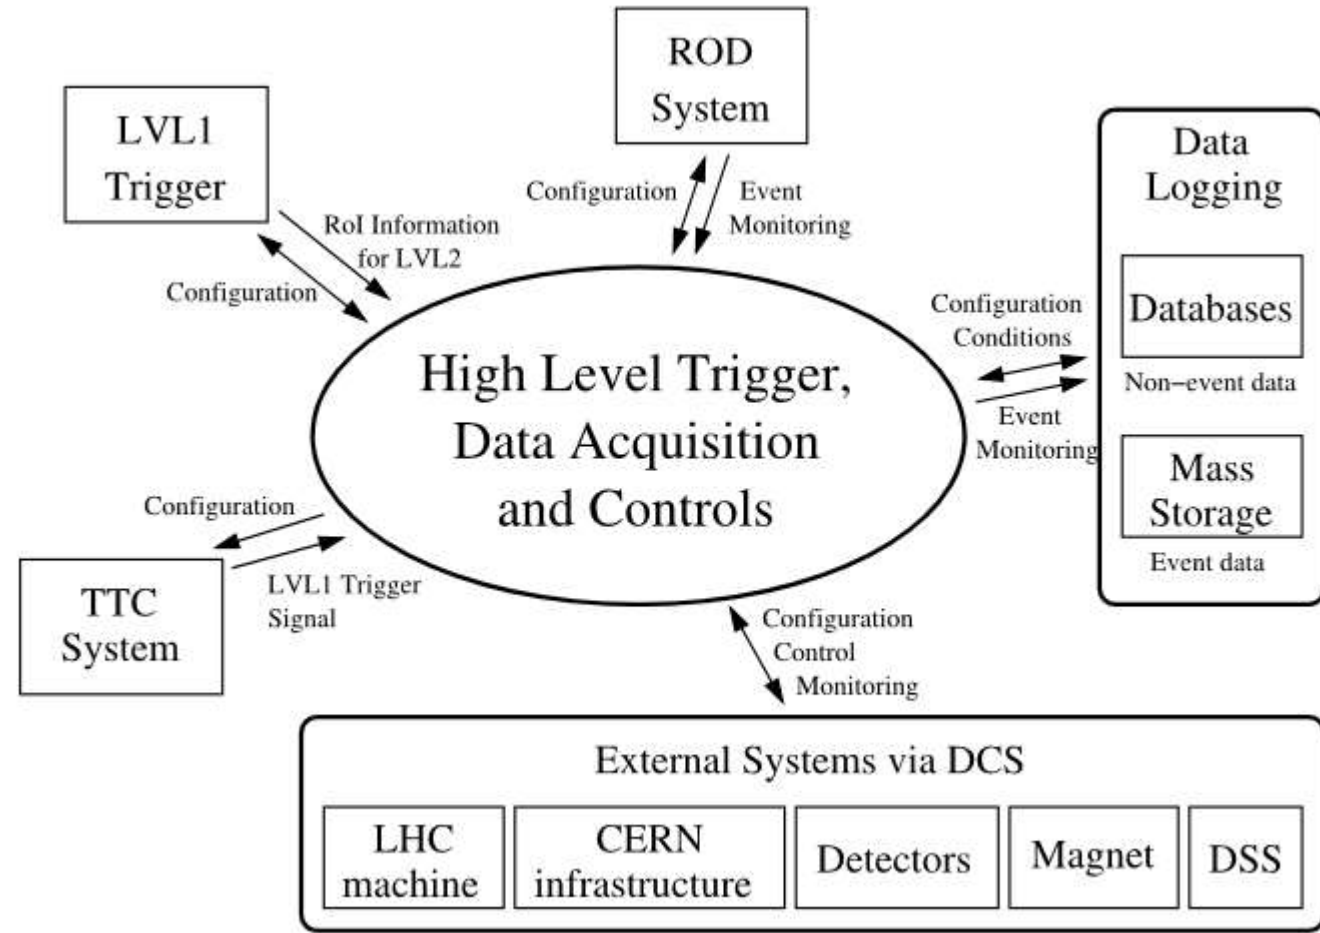 ROD
System
LVL1
Trigger
Data
Logging
Configuration
Event
Monitoring
RoI Information
for LVL2
Configuration
Databases
Non−event data
Configuration
Conditions
Event
Monitoring
High Level Trigger,
Data Acquisition
and Controls
Mass
Storage
Event data
Configuration
LVL1 Trigger
Signal
TTC
System
Configuration
Control
Monitoring
External Systems via DCS
LHC
machine
CERN
infrastructure
Detectors
Magnet
DSS